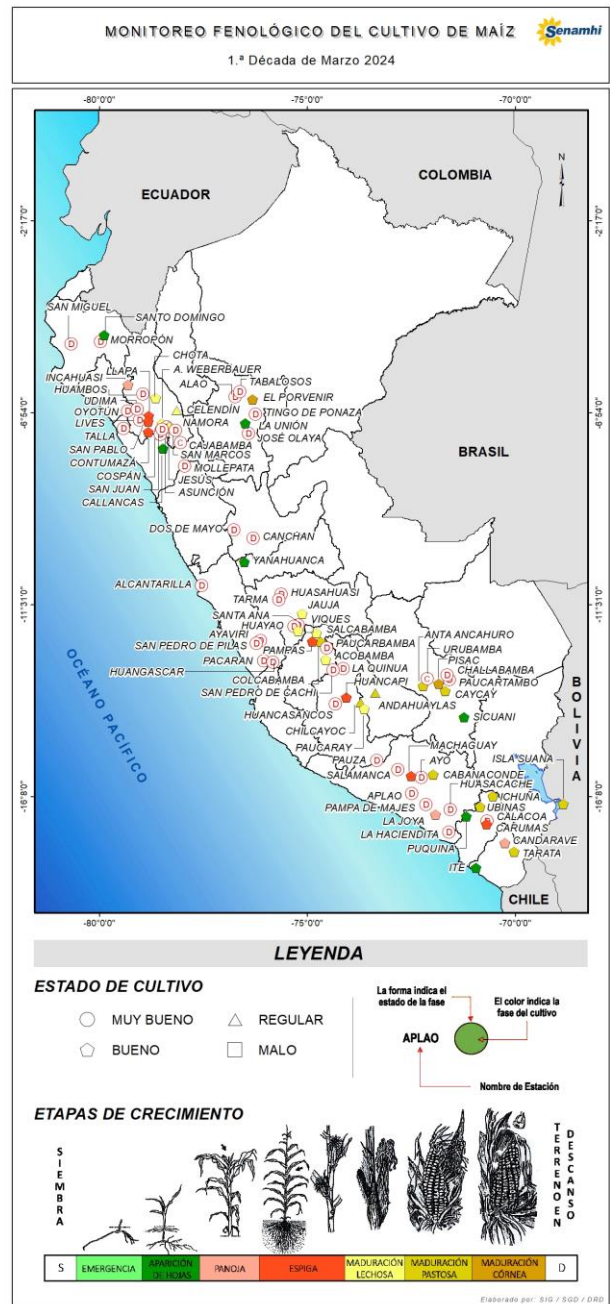 MONITOREO FENOLÓGICO DEL CULTIVO DE MAÍZ
Senamhi
1.ª Década de Marzo 2024
-80°0'0"
-75°0'0"
-70°0'0"
COLOMBIA
N
ECUADOR
-2°17'0"
-2°17'0"
SANTO DOMINGO
SAN MIGUEL
MORROPÓN
CHOTA
A. WEBERBAUER
LLAPA
ALAO
TABALOSOS
INCAHUASI
EL PORVENIR
HUAMBOS
UDIMA
CELENDÍN
TINGO DE PONAZA
-6°54'0"
-6°54'0"
OYOTÚN
NAMORA
LA UNIÓN
LIVES
JOSÉ OLAYA
TALLA
CAJABAMBA
BRASIL
SAN PABLO
SAN MARCOS
CONTUMAZA
MOLLEPATA
COSPÁN
JESÚS
SAN JUAN
ASUNCIÓN
CALLANCAS
DOS DE MAYO
CANCHAN
YANAHUANCA
ALCANTARILLA
HUASAHUASI
-11°31'0"
-11°31'0"
TARMA
JAUJA
SANTA ANA
VIQUES
HUAYAO
SALCABAMBA
ANTA ANCAHURO
AYAVIRI
PAUCARBAMBA
URUBAMBA
SAN PEDRO DE PILAS
PAMPAS
ACOBAMBA
PISAC
PACARAN
LA QUINUA
CHALLABAMBA
HUANGASCAR
COLCABAMBA
HUANCAPI
PAUCARTAMBO
SAN PEDRO DE CACHI
CAYCAY
HUANCASANCOS
ANDAHUAYLAS
SICUANI
CHILCAYOC
BOLIVIA
OCÉANO PACÍFICO
PAUCARAY
MACHAGUAY
PAUZA
AYO
ISLA SUANA
SALAMANCA
CABANACONDE
HUASACACHE
-16°8'0"
-16°8'0"
APLAO
ICHUÑA
PAMPA DE MAJES
UBINAS
LA JOYA
CALACOA
LA HACIENDITA
CARUMAS
PUQUINA
CANDARAVE
TARATA
ITE
CHILE
-80°0'0"
-75°0'0"
-70°0'0"
LEYENDA
ESTADO DE CULTIVO
MUY BUENO
REGULAR
BUENO
MALO
La forma indica el
estado de la fase
El color indica la
fase del cultivo
APLAO
Nombre de Estación
ETAPAS DE CRECIMIENTO
SIEMBRA
TERRENO EN
DESCANSO
S
EMERGENCIA
APARICIÓN
DE HOJAS
PANOJA
ESPIGA
MADURACIÓN
LECHOSA
MADURACIÓN
PASTOSA
MADURACIÓN
CÓRNEA
D
Elaborado por: SIG / SGD / DRD